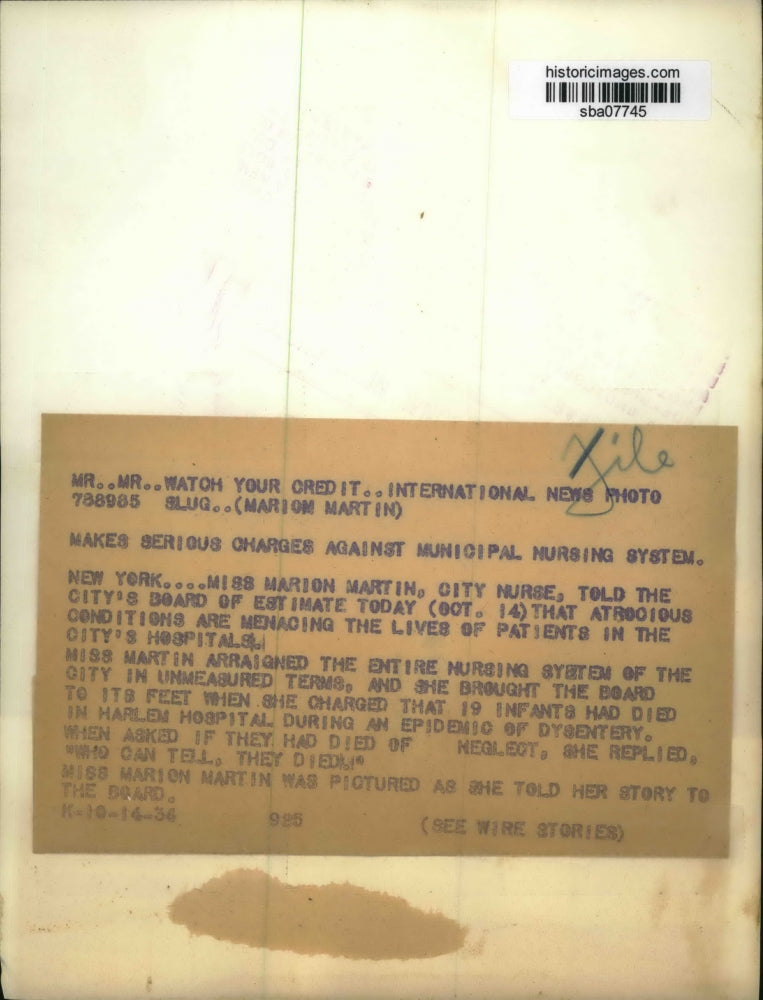 historicimages.com
sba07745
File
MR..MR..WATCH YOUR CREDIT..INTERNATIONAL NEWS PHOTO
738985 SLUG..(MARION MARTIN)
MAKES SERIOUS CHARGES AGAINST MUNICIPAL NURSING SYSTEM.
NEW YORK....MISS MARION MARTIN, CITY NURSE, TOLD THE
CITY'S BOARD OF ESTIMATE TODAY (OCT. 14) THAT ATROCIOUS
CONDITIONS ARE MENACING THE LIVES OF PATIENTS IN THE
CITY'S HOSPITALS.
MISS MARTIN ARRAIGNED THE ENTIRE NURSING SYSTEM OF THE
CITY IN UNMEASURED TERMS, AND SHE BROUGHT THE BOARD
TO ITS FEET WHEN SHE CHARGED THAT 19 INFANTS HAD DIED
IN HARLEM HOSPITAL DURING AN EPIDEMIC OF DYSENTERY.
WHEN ASKED IF THEY HAD DIED OF NEGLECT, SHE REPLIED,
"WHO CAN TELL, THEY DIED."
MISS MARION MARTIN WAS PICTURED AS SHE TOLD HER STORY TO
THE BOARD.
K-10-14-36 925 (SEE WIRE STORIES)